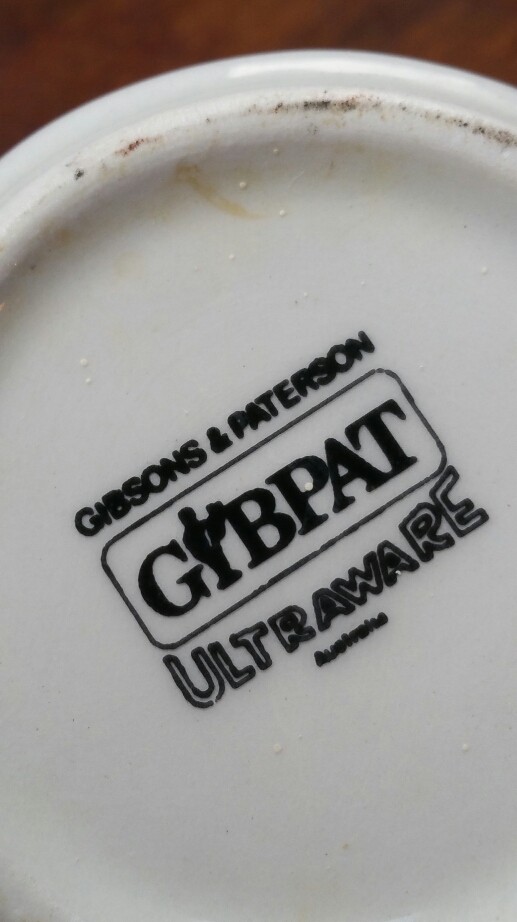 GIBSONS & PATERSON
GIBPAT
ULTRAWARE
Australia